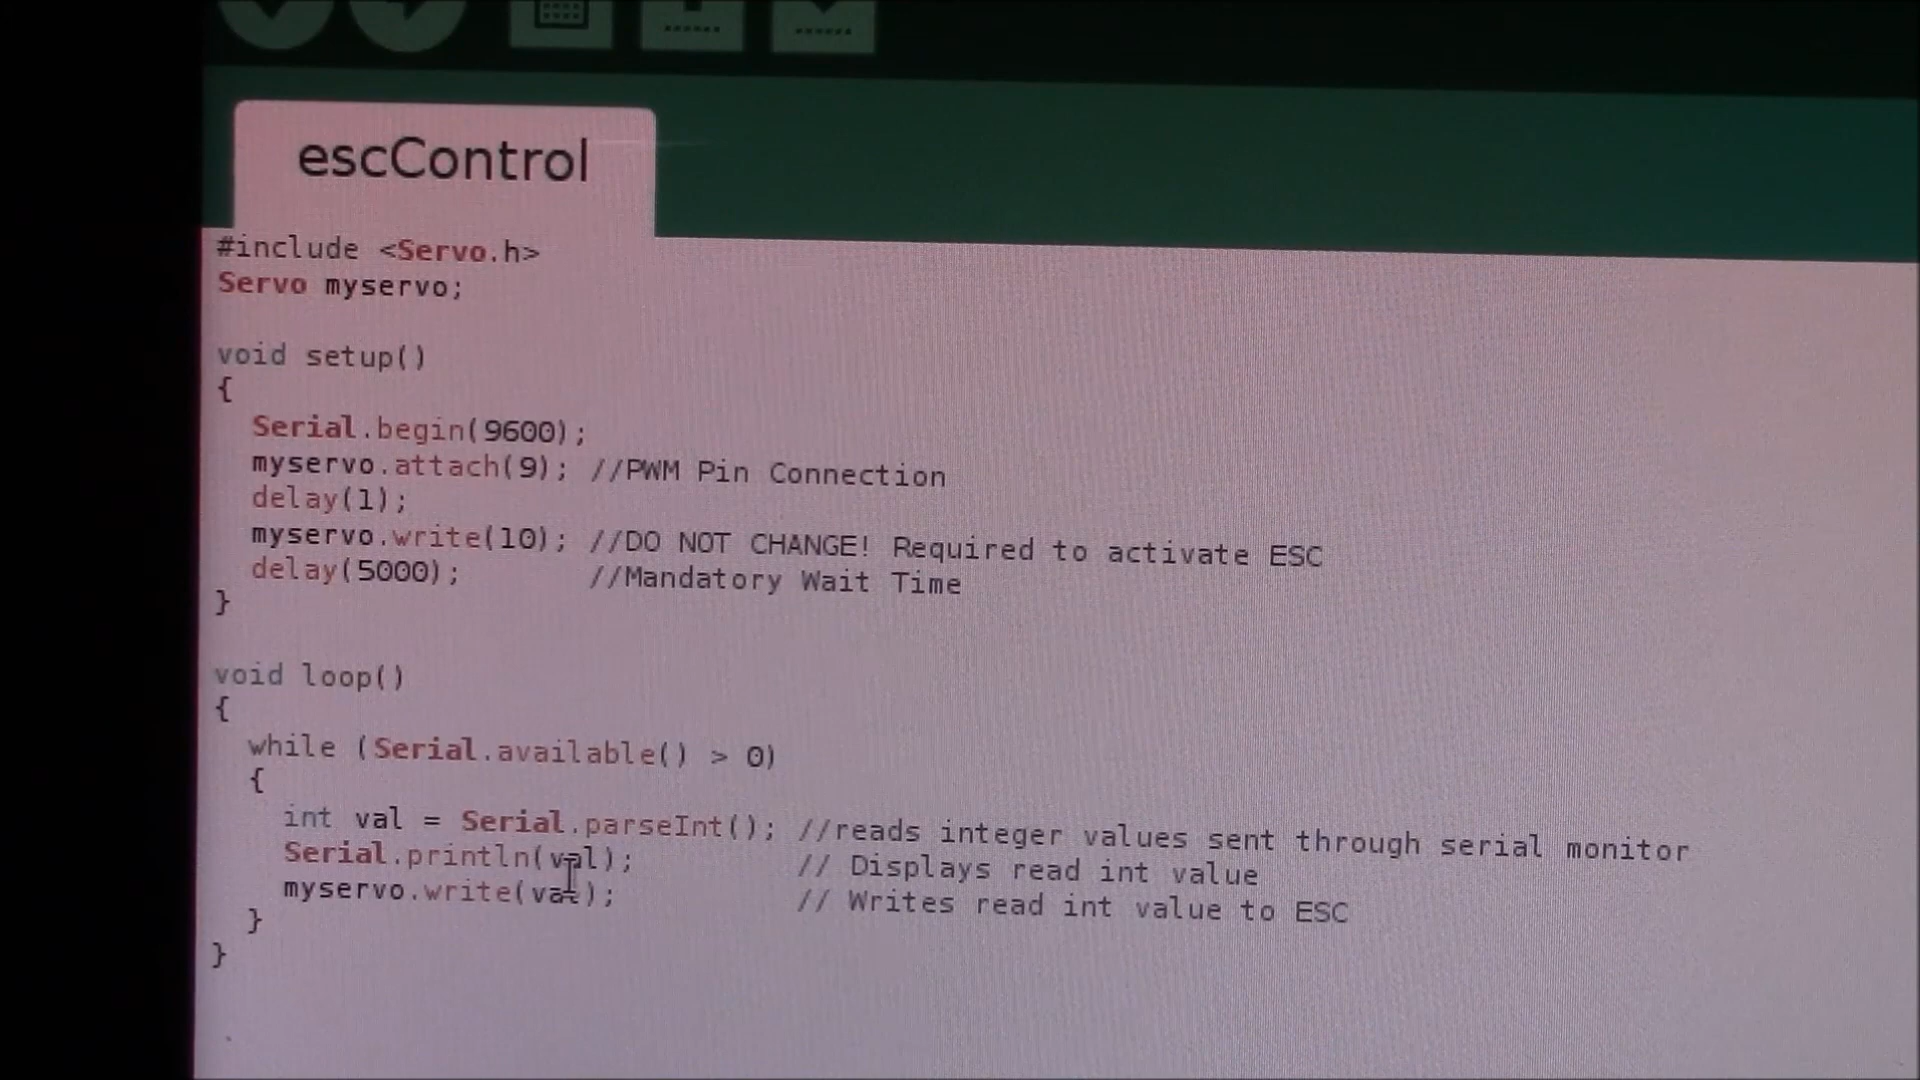 escControl
#include <Servo.h>
Servo myservo;
void setup()
{
Serial.begin(9600);
myservo.attach(9); //PWM Pin Connection
delay(1);
myservo.write(10); //DO NOT CHANGE! Required to activate ESC
delay(5000); //Mandatory Wait Time
}
void loop()
{
while (Serial.available() > 0)
{
int val = Serial.parseInt(); //reads integer values sent through serial monitor
Serial.println(val); // Displays read int value
myservo.write(val); // Writes read int value to ESC
}
}